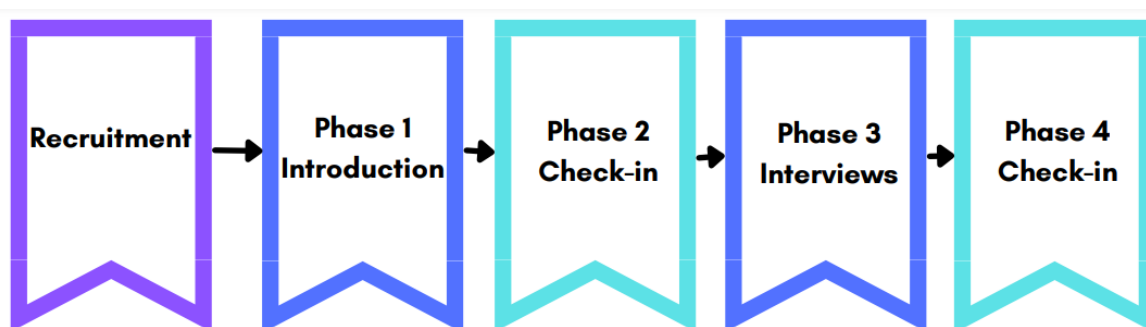 Recruitment
Phase 1
Introduction
Phase 2
Check-in
Phase 3
Interviews
Phase 4
Check-in